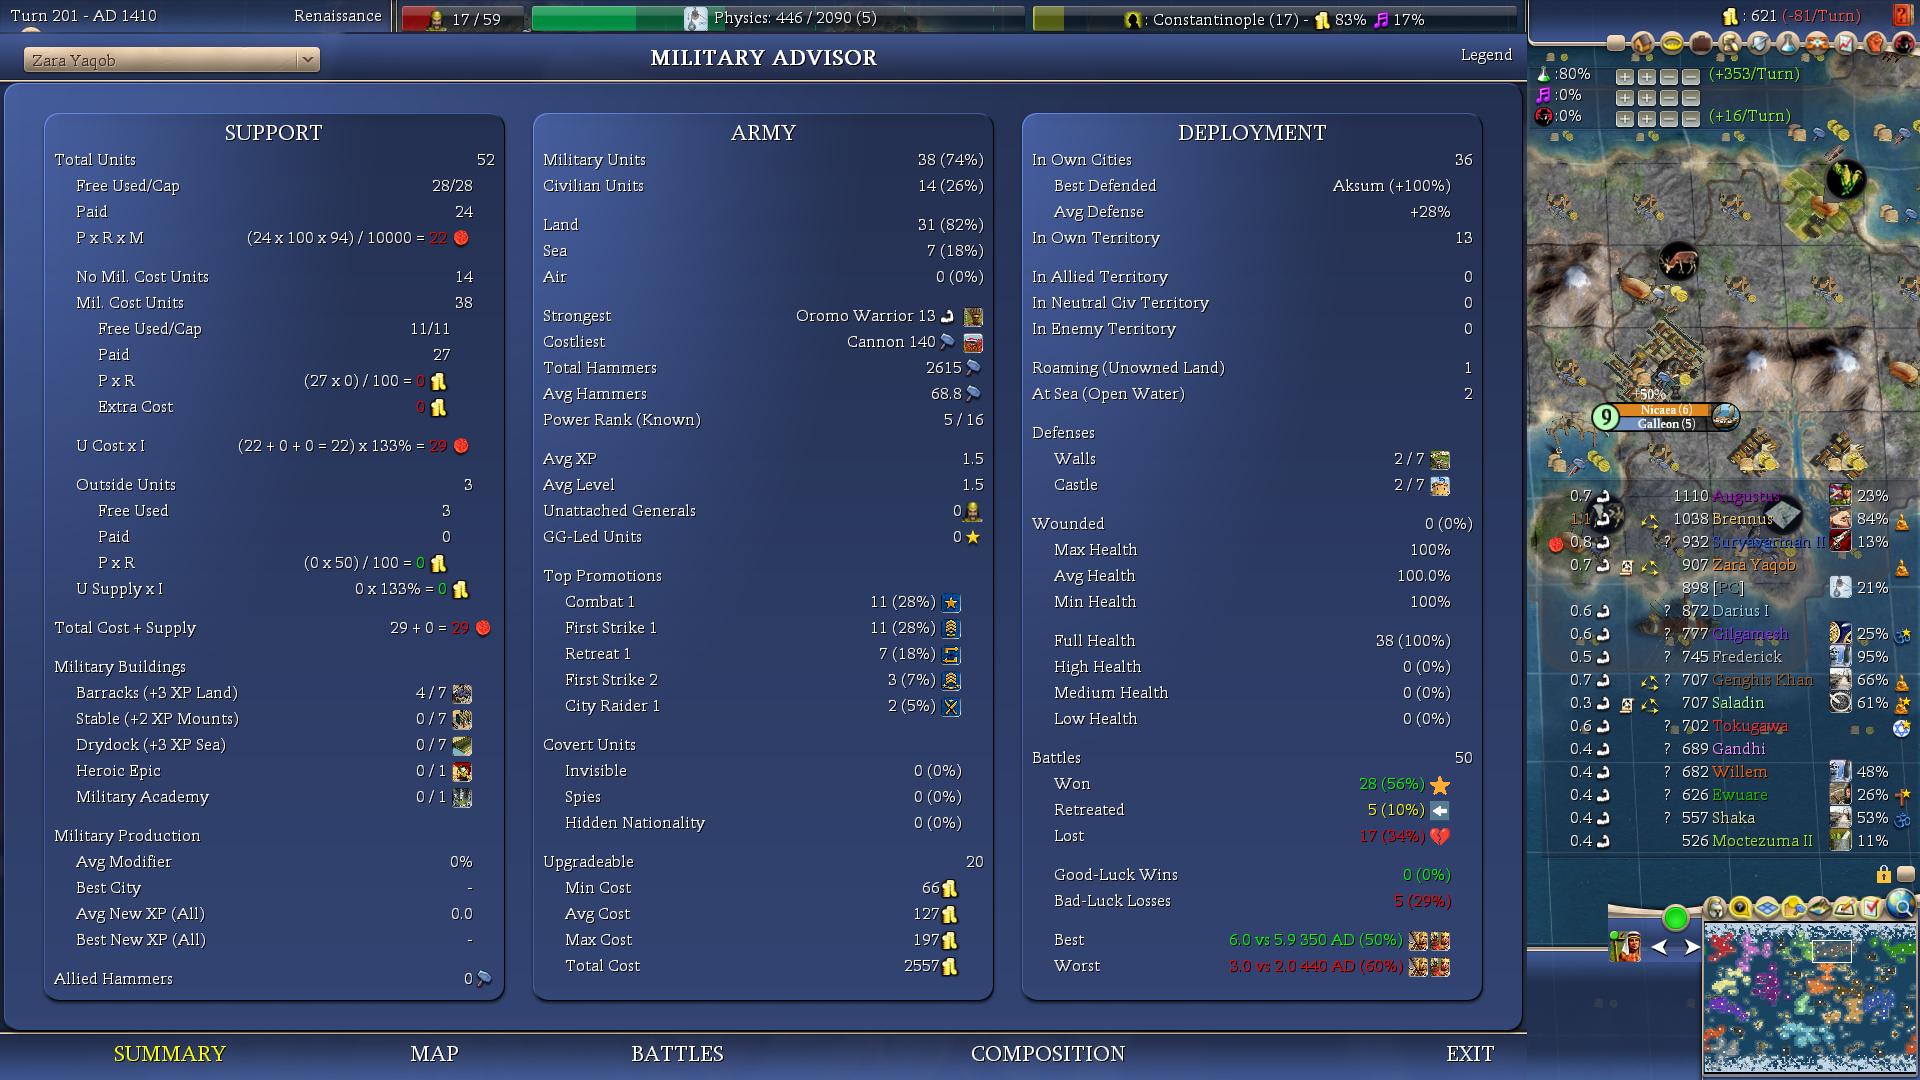 Turn 201 - AD 1410
Renaissance
17 / 59
Physics: 446 / 2090 (5)
: Constantinople (17) - 83% 17%
: 621 (-81/Turn)
Zara Yaqob
MILITARY ADVISOR
Legend
SUPPORT
Total Units 52
Free Used/Cap 28/28
Paid 24
P x R x M (24 x 100 x 94) / 10000 = 22
No Mil. Cost Units 14
Mil. Cost Units 38
Free Used/Cap 11/11
Paid 27
P x R (27 x 0) / 100 = 0
Extra Cost 0
U Cost x I (22 + 0 + 0 = 22) x 133% = 29
Outside Units 3
Free Used 3
Paid 0
P x R (0 x 50) / 100 = 0
U Supply x I 0 x 133% = 0
Total Cost + Supply 29 + 0 = 29
Military Buildings
Barracks (+3 XP Land) 4 / 7
Stable (+2 XP Mounts) 0 / 7
Drydock (+3 XP Sea) 0 / 7
Heroic Epic 0 / 1
Military Academy 0 / 1
Military Production
Avg Modifier 0%
Best City -
Avg New XP (All) 0.0
Best New XP (All) -
Allied Hammers 0
ARMY
Military Units 38 (74%)
Civilian Units 14 (26%)
Land 31 (82%)
Sea 7 (18%)
Air 0 (0%)
Strongest Oromo Warrior 13
Costliest Cannon 140
Total Hammers 2615
Avg Hammers 68.8
Power Rank (Known) 5 / 16
Avg XP 1.5
Avg Level 1.5
Unattached Generals 0
GG-Led Units 0
Top Promotions
Combat 1 11 (28%)
First Strike 1 11 (28%)
Retreat 1 7 (18%)
First Strike 2 3 (7%)
City Raider 1 2 (5%)
Covert Units
Invisible 0 (0%)
Spies 0 (0%)
Hidden Nationality 0 (0%)
Upgradeable 20
Min Cost 66
Avg Cost 127
Max Cost 197
Total Cost 2557
DEPLOYMENT
In Own Cities 36
Best Defended Aksum (+100%)
Avg Defense +28%
In Own Territory 13
In Allied Territory 0
In Neutral Civ Territory 0
In Enemy Territory 0
Roaming (Unowned Land) 1
At Sea (Open Water) 2
Defenses
Walls 2 / 7
Castle 2 / 7
Wounded 0 (0%)
Max Health 100%
Avg Health 100.0%
Min Health 100%
Full Health 38 (100%)
High Health 0 (0%)
Medium Health 0 (0%)
Low Health 0 (0%)
Battles 50
Won 28 (56%)
Retreated 5 (10%)
Lost 17 (34%)
Good-Luck Wins 0 (0%)
Bad-Luck Losses 5 (29%)
Best 6.0 vs 5.9 350 AD (50%)
Worst 3.0 vs 2.0 440 AD (60%)
:80% (+353/Turn)
:0%
:0% (+16/Turn)
+50%
9 Nicaea (6)
Galleon (5)
0.7 1110 Augustus 23%
1.1 1038 Brennus 84%
0.8 ? 932 Suryavarman II 13%
0.7 907 Zara Yaqob
898 [PC] 21%
0.6 ? 872 Darius I
0.6 ? 777 Gilgamesh 25%
0.5 ? 745 Frederick 95%
0.7 ? 707 Genghis Khan 66%
0.3 707 Saladin 61%
0.6 ? 702 Tokugawa
0.4 ? 689 Gandhi
0.4 ? 682 Willem 48%
0.4 ? 626 Ewuare 26%
0.4 ? 557 Shaka 53%
0.4 526 Moctezuma II 11%
SUMMARY
MAP
BATTLES
COMPOSITION
EXIT